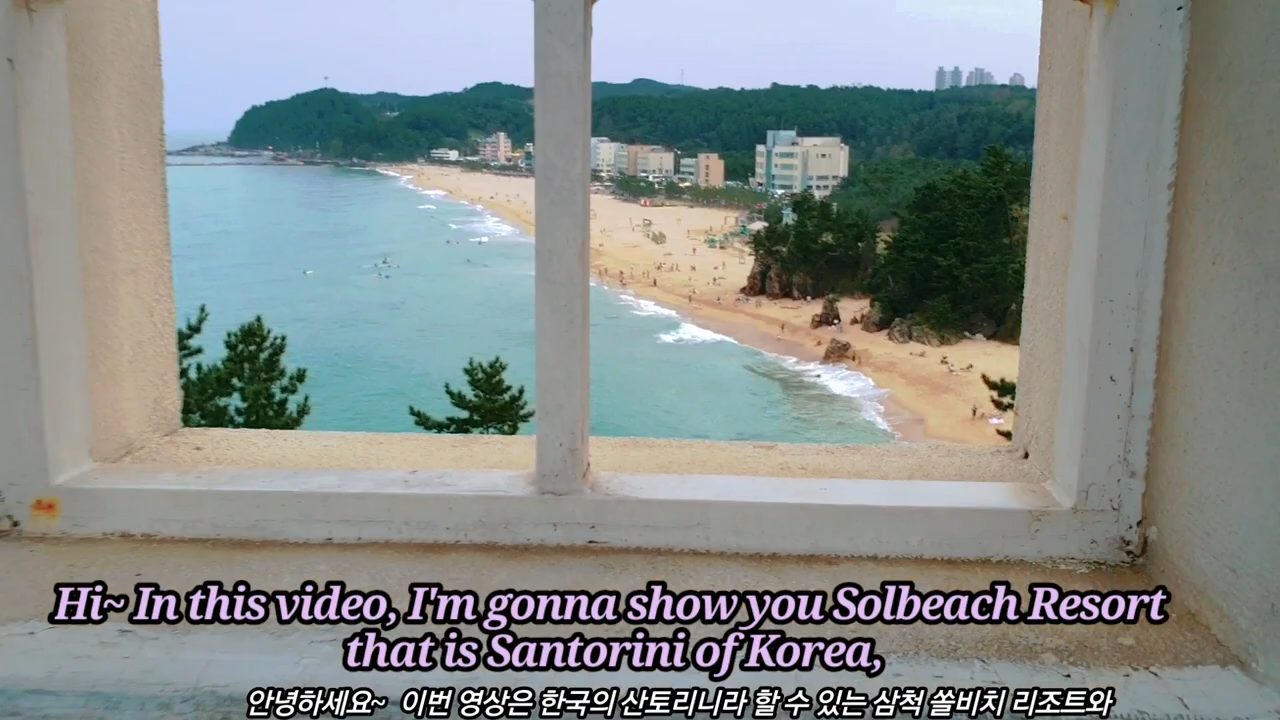 Hi~ In this video, I'm gonna show you Solbeach Resort
that is Santorini of Korea,
안녕하세요~ 이번 영상은 한국의 산토리니라 할 수 있는 삼척 쏠비치 리조트와